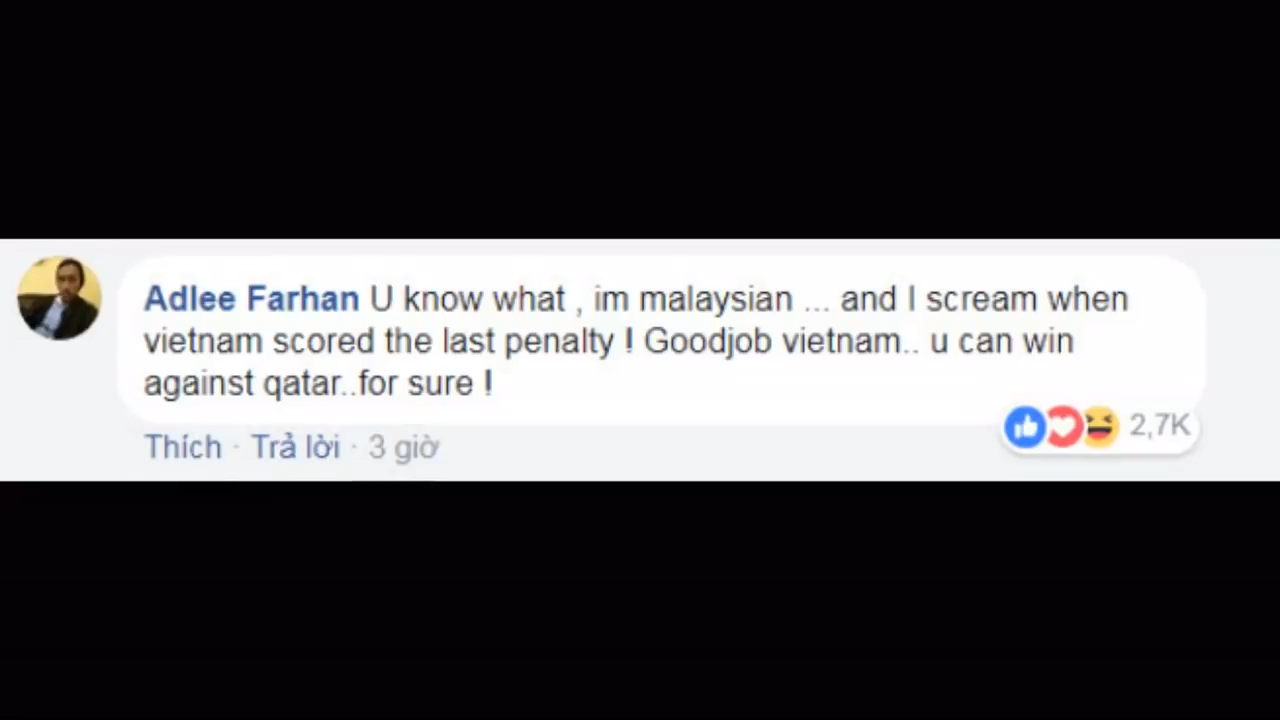 Adlee Farhan U know what , im malaysian ... and I scream when
vietnam scored the last penalty ! Goodjob vietnam.. u can win
against qatar..for sure !
2,7K
Thích · Trả lời · 3 giờ